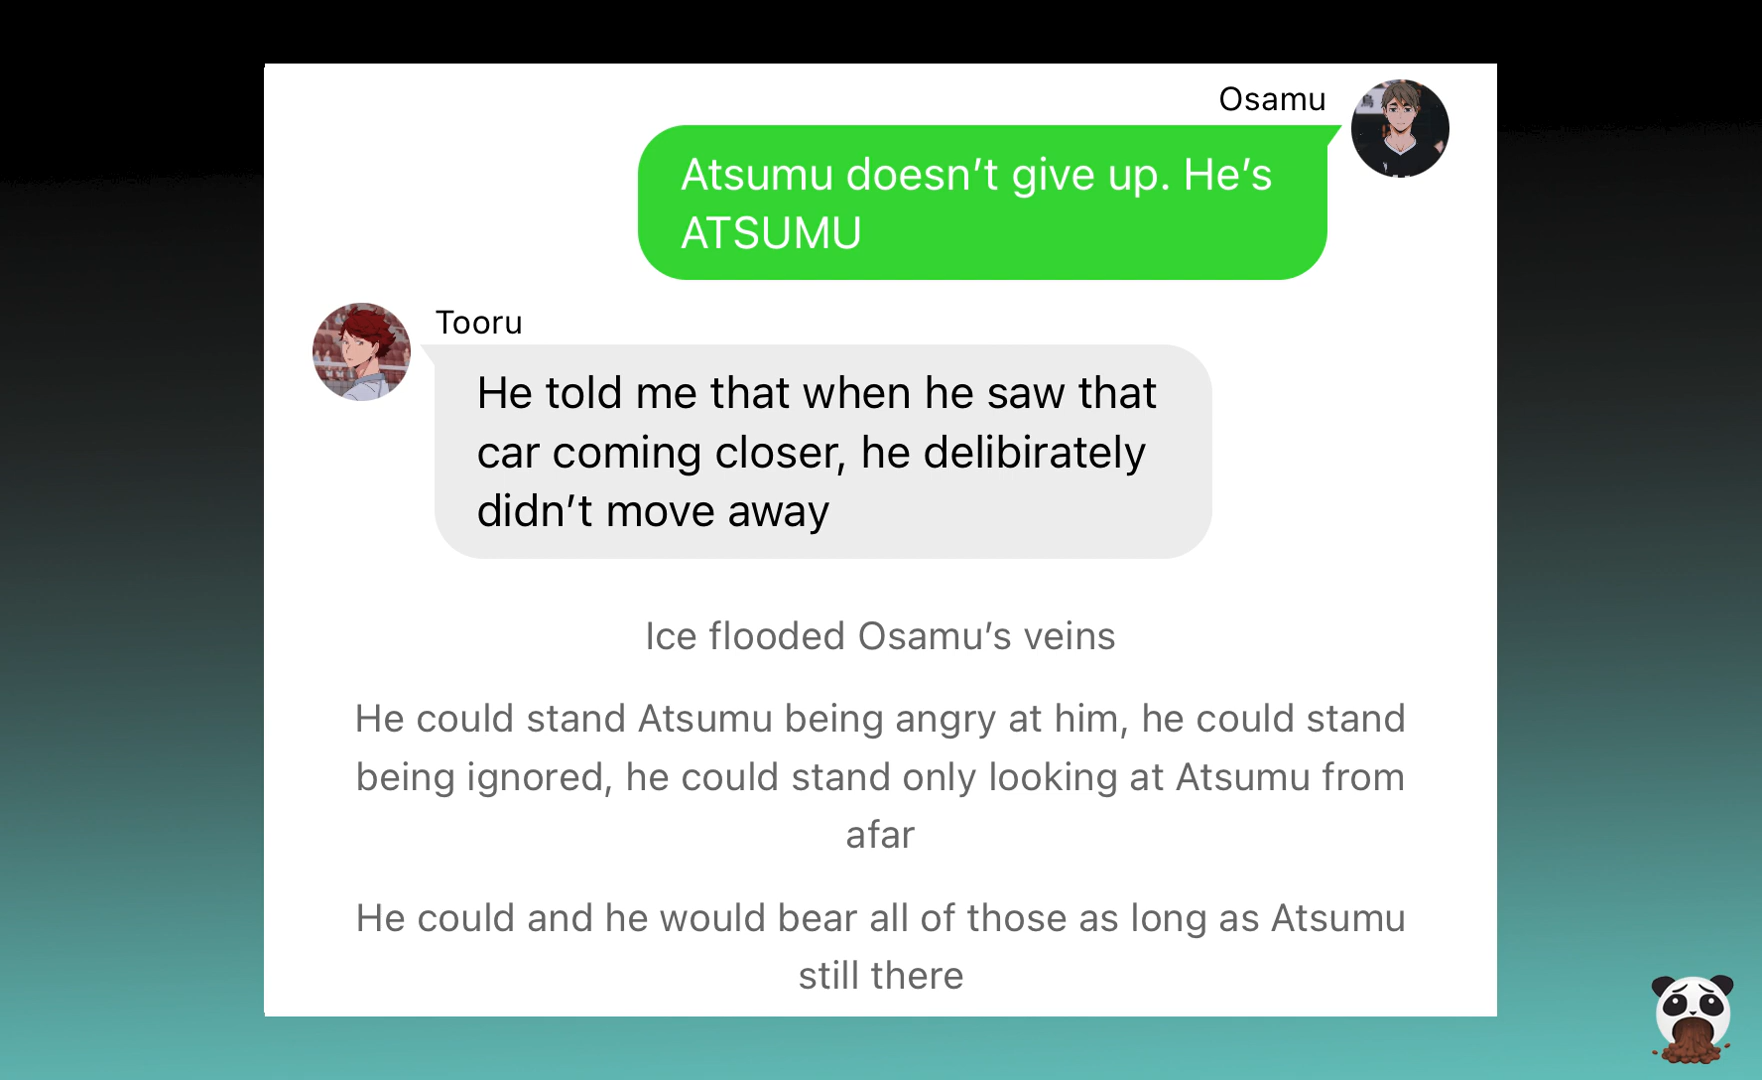 Osamu
Atsumu doesn’t give up. He’s
ATSUMU
Tooru
He told me that when he saw that
car coming closer, he delibirately
didn’t move away
Ice flooded Osamu’s veins
He could stand Atsumu being angry at him, he could stand
being ignored, he could stand only looking at Atsumu from
afar
He could and he would bear all of those as long as Atsumu
still there